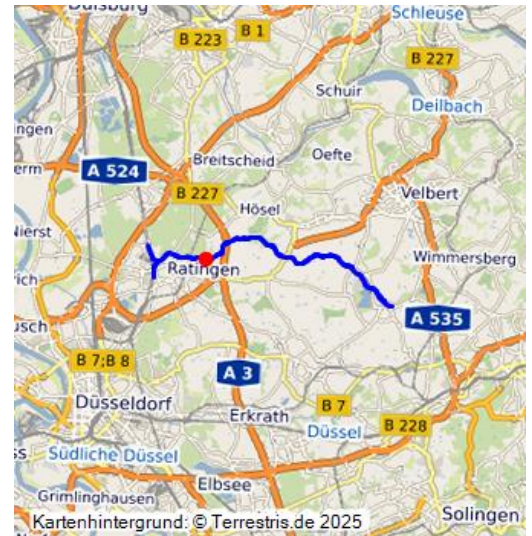 Duisburg
Schleuse
B 223
B 1
B 227
Schuir
Deilbach
ingen
Breitscheid
Oefte
erm
A 524
B 227
Velbert
Hösel
Nierst
Wimmersberg
Ratingen
rich
A 535
usch
B 7;B 8
A 3
Düsseldorf
Erkrath
B 7
Düssel
B 228
ss
Südliche Düssel
Elbsee
Grimlinghausen
Solingen
Kartenhintergrund: © Terrestris.de 2025